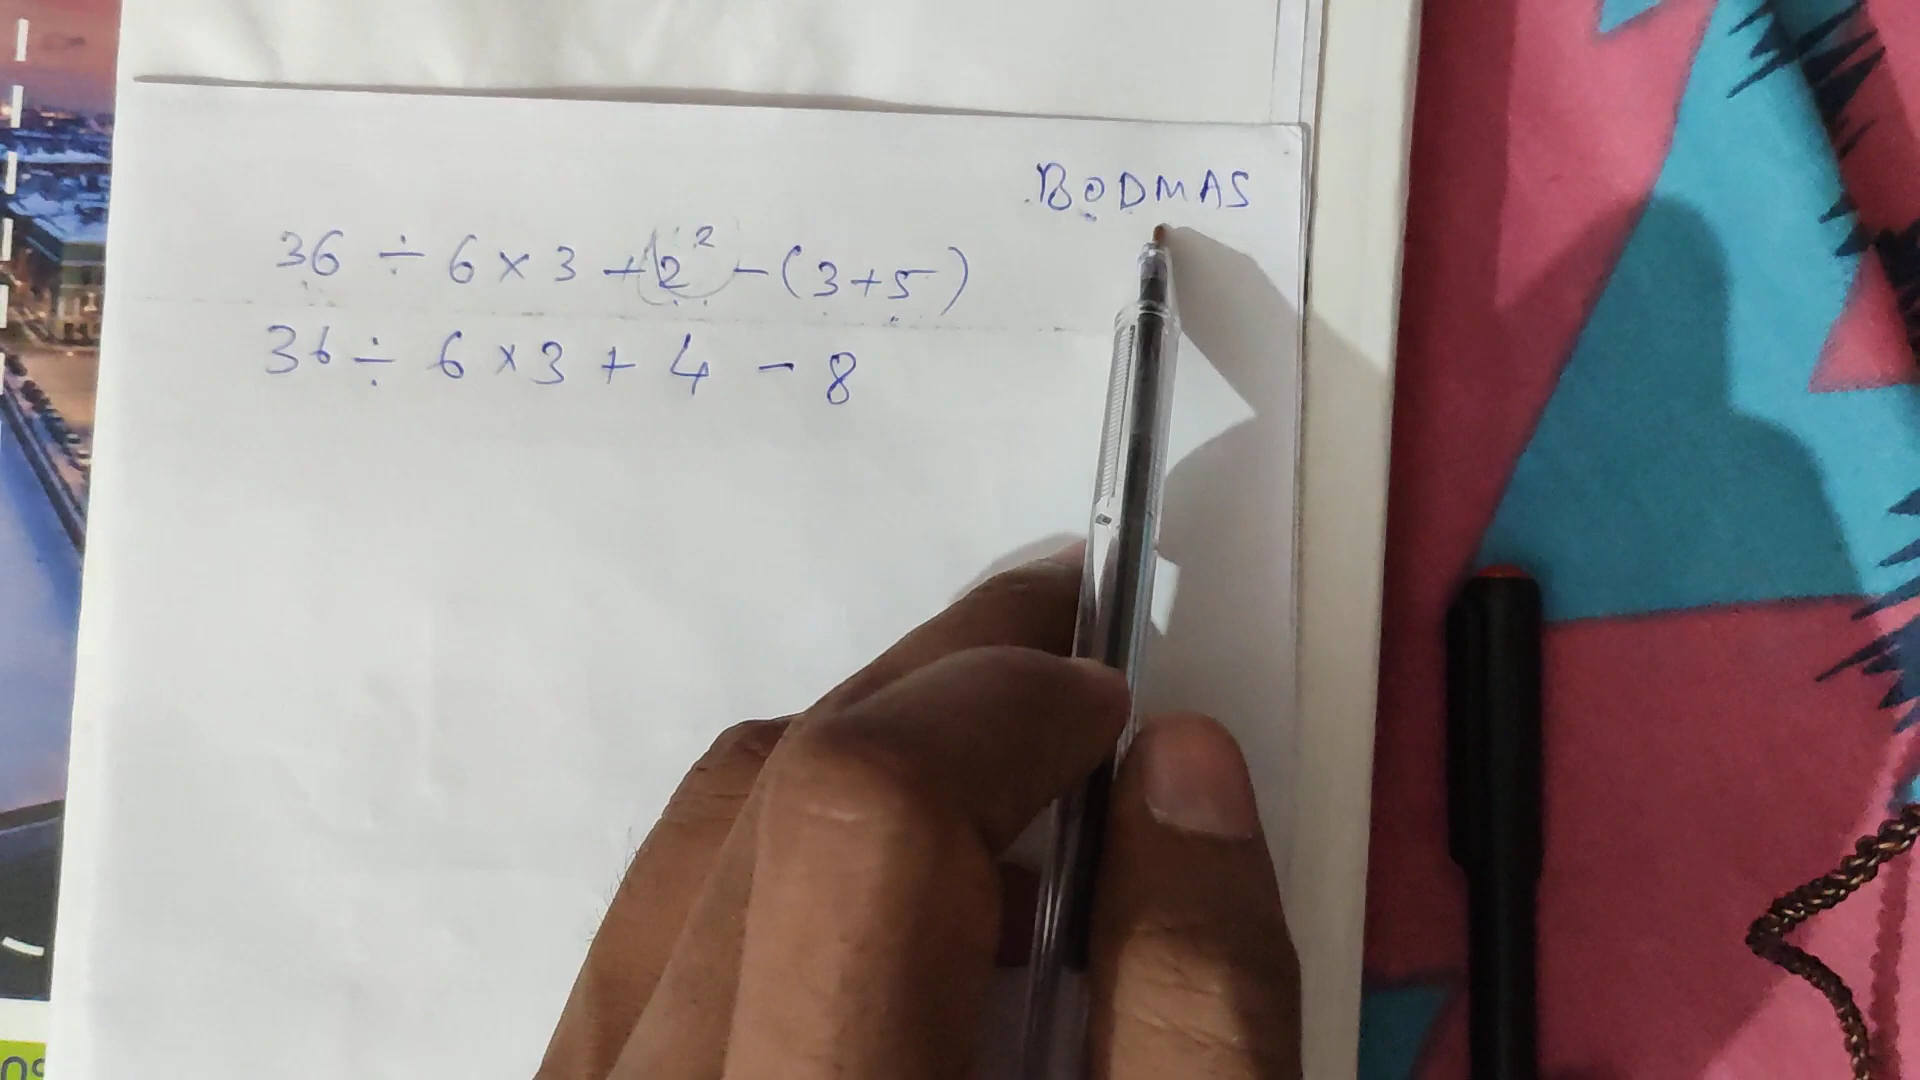 BODMAS
36 ÷ 6 × 3 + 2² - (3+5)
36 ÷ 6 × 3 + 4 - 8